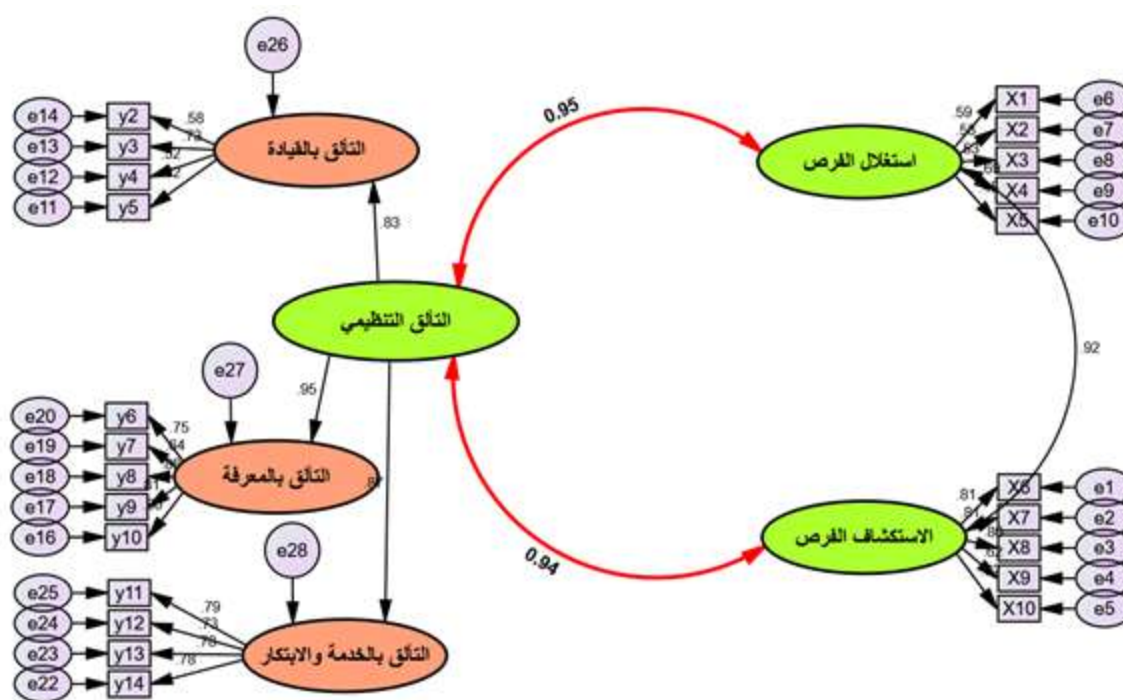 e26
e14
y2
.58
e13
y3
.73
e12
y4
.52
e11
y5
التألق بالقيادة
.83
0.95
استغلال الفرص
.59
X1
e6
X2
e7
X3
e8
X4
e9
X5
e10
التألق التنظيمي
.92
.95
e27
e20
y6
.75
e19
y7
e18
y8
e17
y9
e16
y10
التألق بالمعرفة
0.94
الاستكشاف الفرص
.81
X6
e1
X7
e2
X8
e3
X9
e4
X10
e5
e28
e25
y11
.79
e24
y12
.73
e23
y13
.78
e22
y14
.78
التألق بالخدمة والابتكار